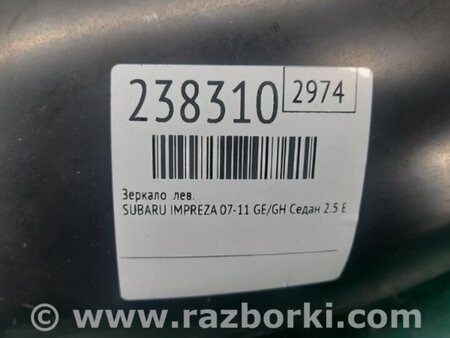 238310
2974
Зеркало лев.
SUBARU IMPREZA 07-11 GE/GH Седан 2.5 E
© www.razborki.com